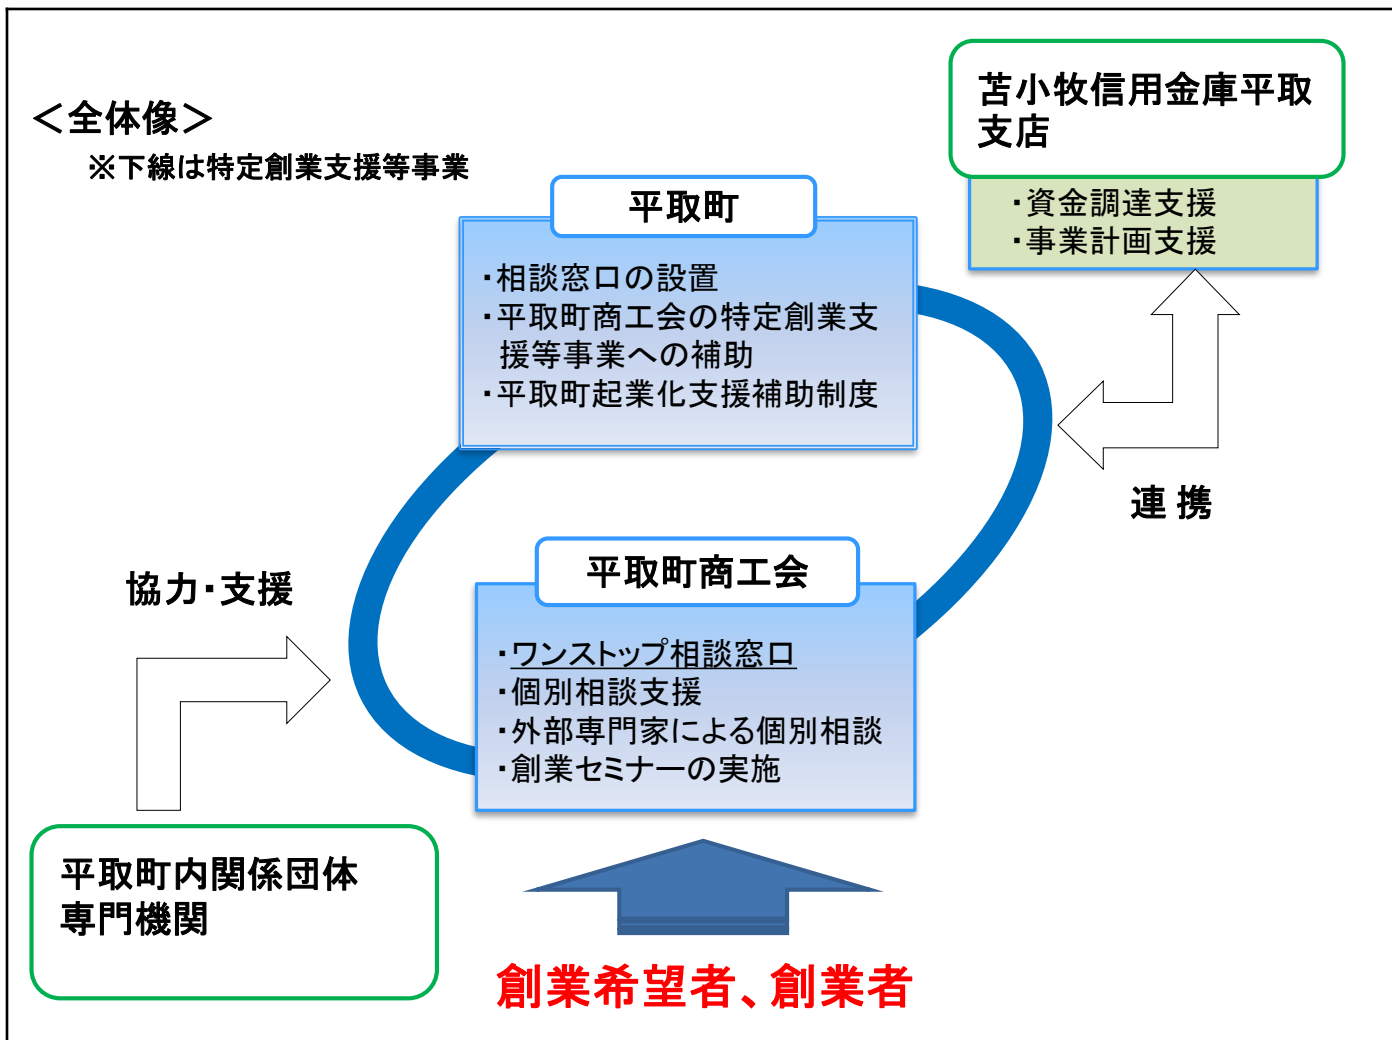 ＜全体像＞
※下線は特定創業支援等事業
苫小牧信用金庫平取
支店
・資金調達支援
・事業計画支援
平取町
・相談窓口の設置
・平取町商工会の特定創業支
援等事業への補助
・平取町起業化支援補助制度
連 携
平取町商工会
・ワンストップ相談窓口
・個別相談支援
・外部専門家による個別相談
・創業セミナーの実施
協力・支援
平取町内関係団体
専門機関
創業希望者、創業者